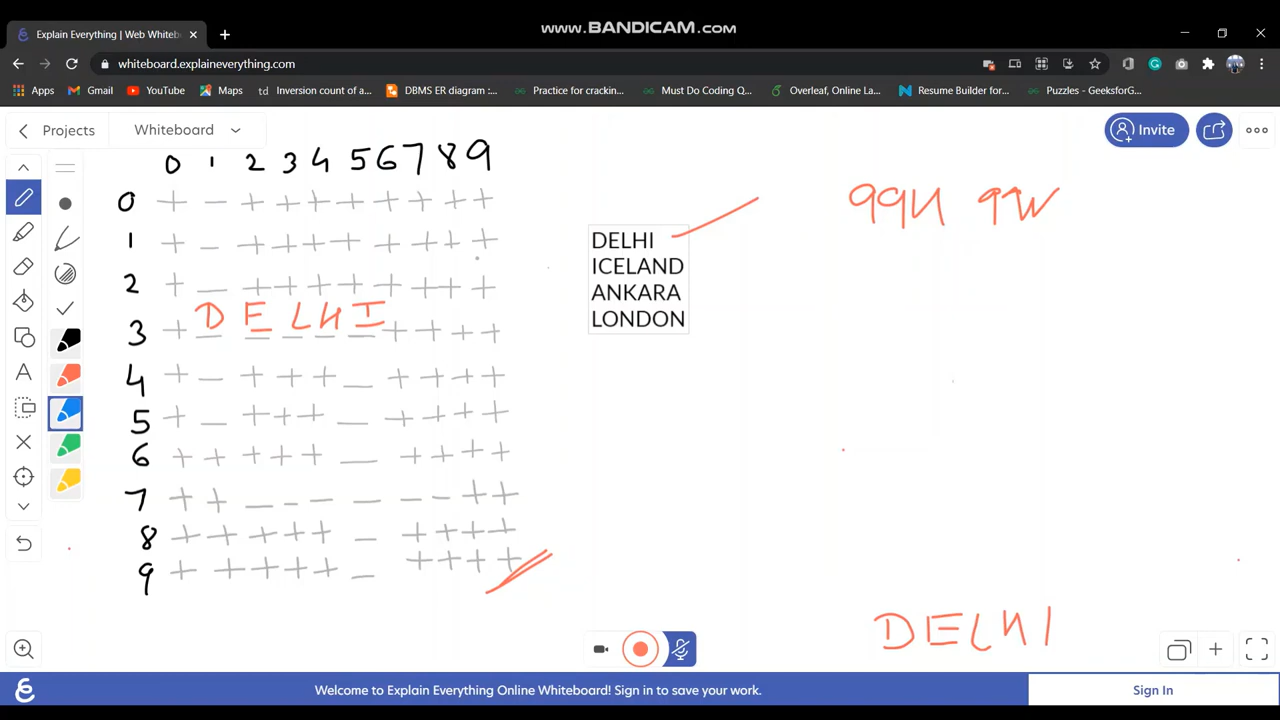 www.BANDICAM.com
Explain Everything | Web Whiteb
whiteboard.explaineverything.com
Apps Gmail YouTube Maps Inversion count of a... DBMS ER diagram :... Practice for crackin... Must Do Coding Q... Overleaf, Online La... Resume Builder for... Puzzles - GeeksforG...
Projects Whiteboard Invite
0 1 2 3 4 5 6 7 8 9
0 + - + + + + + + + +
1 + - + + + + + + + +
2 + - + + + + + + + +
D E L H I
3 + - - - - - + + + +
4 + - + + + - + + + +
5 + - + + + - + + + +
6 + + + + + - + + + +
7 + + - - - - - - + +
8 + + + + + - + + + +
9 + + + + + - + + + +
DELHI
ICELAND
ANKARA
LONDON
DELHI
Welcome to Explain Everything Online Whiteboard! Sign in to save your work. Sign In